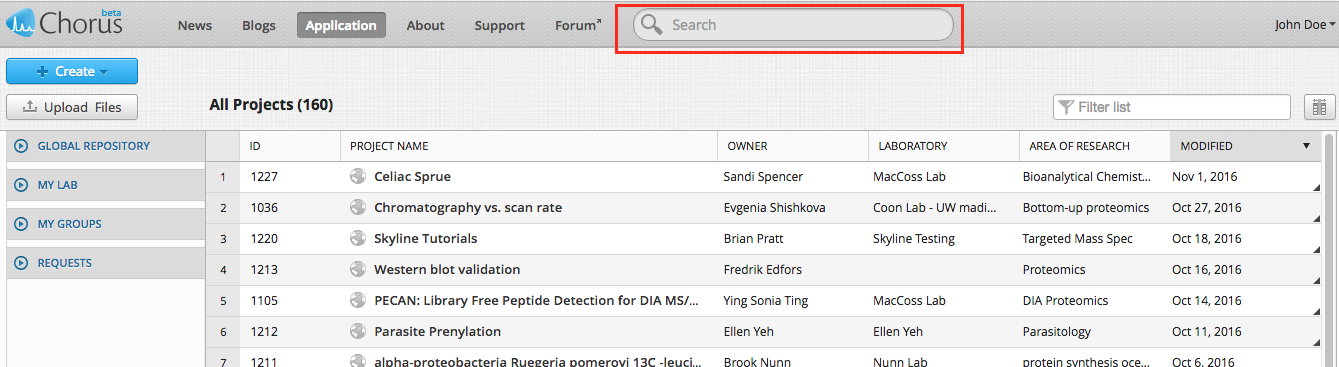 beta
Chorus News Blogs Application About Support Forum Search John Doe
Create
Upload Files All Projects (160) Filter list
GLOBAL REPOSITORY ID PROJECT NAME OWNER LABORATORY AREA OF RESEARCH MODIFIED
1 1227 Celiac Sprue Sandi Spencer MacCoss Lab Bioanalytical Chemist... Nov 1, 2016
MY LAB
2 1036 Chromatography vs. scan rate Evgenia Shishkova Coon Lab - UW madi... Bottom-up proteomics Oct 27, 2016
MY GROUPS
3 1220 Skyline Tutorials Brian Pratt Skyline Testing Targeted Mass Spec Oct 18, 2016
REQUESTS
4 1213 Western blot validation Fredrik Edfors Proteomics Oct 16, 2016
5 1105 PECAN: Library Free Peptide Detection for DIA MS/... Ying Sonia Ting MacCoss Lab DIA Proteomics Oct 14, 2016
6 1212 Parasite Prenylation Ellen Yeh Ellen Yeh Parasitology Oct 11, 2016
7 1211 alpha-proteobacteria Ruegeria pomeroyi 13C -leuci... Brook Nunn Nunn Lab protein synthesis oce... Oct 6, 2016